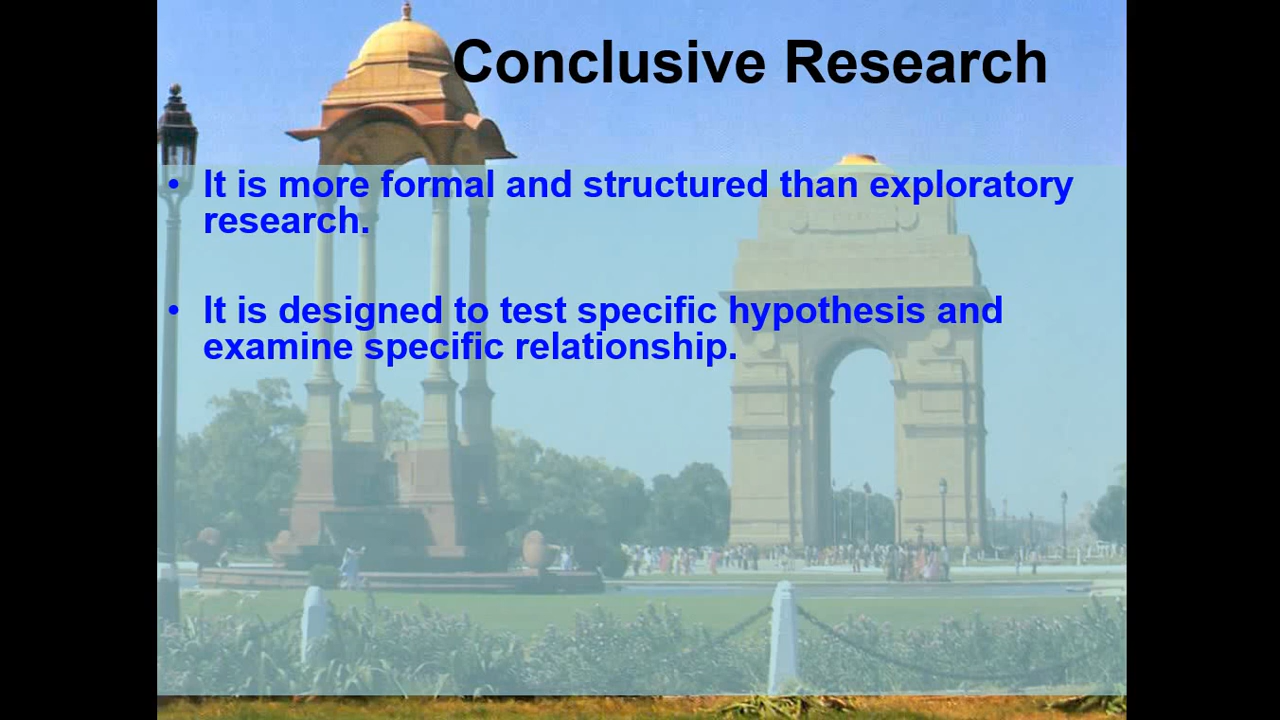 Conclusive Research
• It is more formal and structured than exploratory
research.
• It is designed to test specific hypothesis and
examine specific relationship.